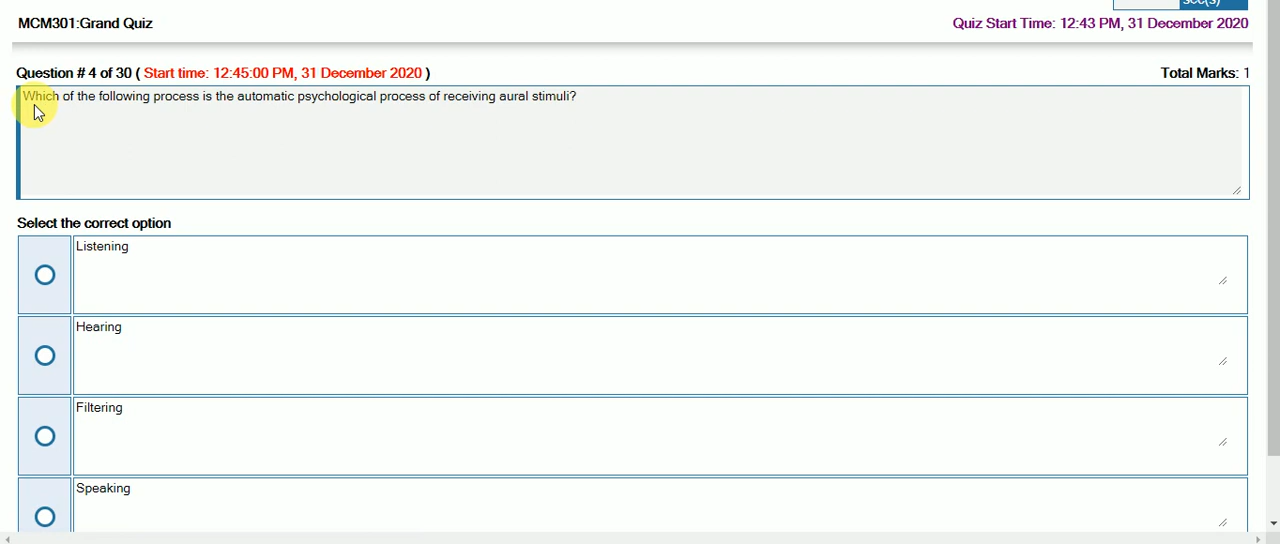 sec(s)
MCM301:Grand Quiz
Quiz Start Time: 12:43 PM, 31 December 2020
Question # 4 of 30 ( Start time: 12:45:00 PM, 31 December 2020 )
Total Marks: 1
Which of the following process is the automatic psychological process of receiving aural stimuli?
Select the correct option
Listening
Hearing
Filtering
Speaking